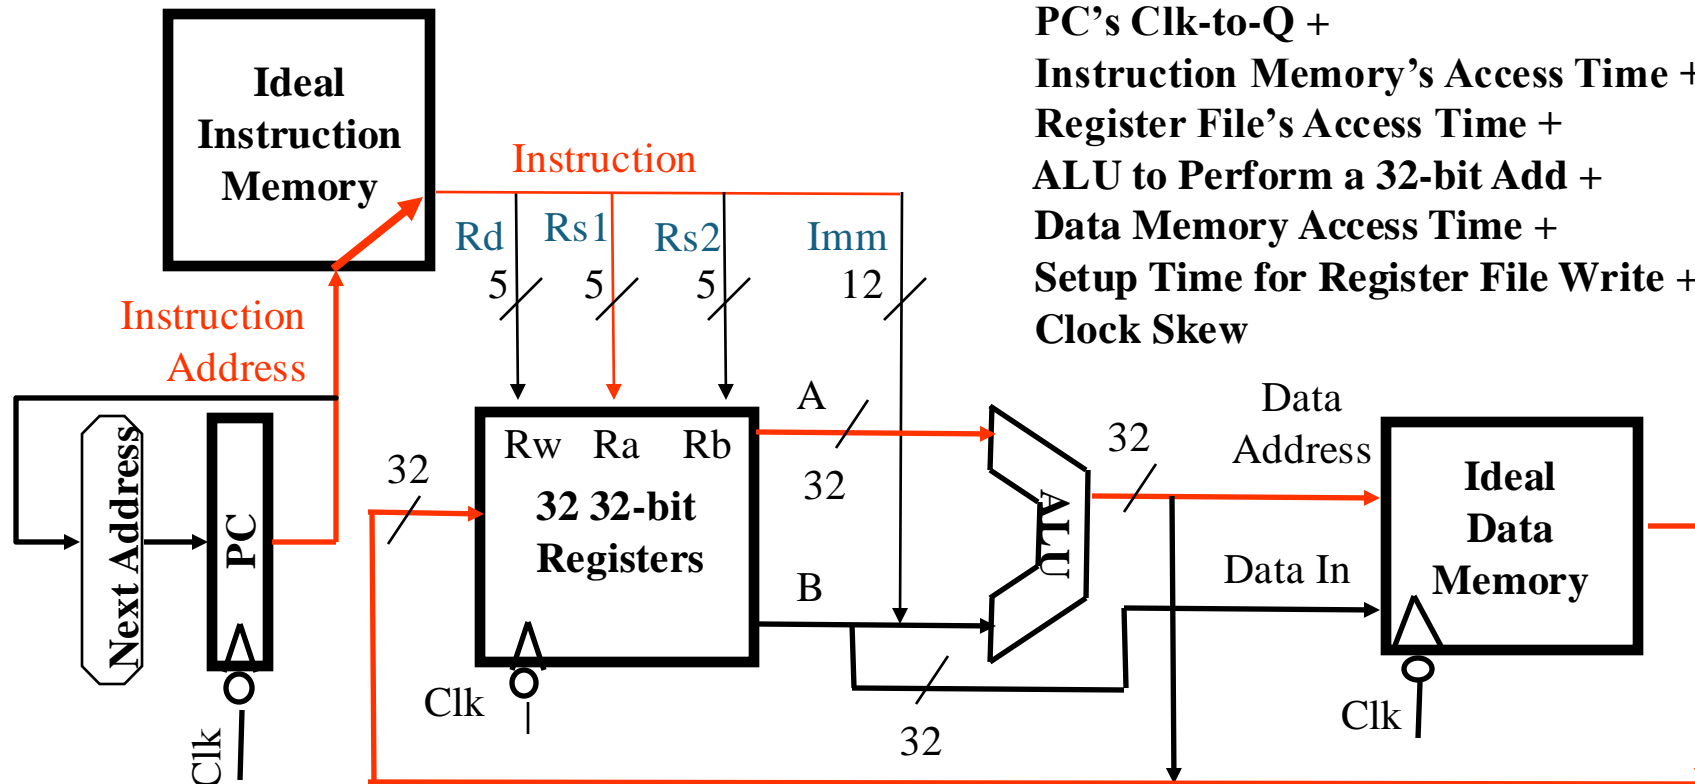 PC’s Clk-to-Q +
Instruction Memory’s Access Time +
Register File’s Access Time +
ALU to Perform a 32-bit Add +
Data Memory Access Time +
Setup Time for Register File Write +
Clock Skew
Ideal
Instruction
Memory
Instruction
Rd
Rs1
Rs2
Imm
5
5
5
12
Instruction
Address
Next Address
PC
Clk
32
Rw Ra Rb
32 32-bit
Registers
Clk
A
32
B
32
ALU
32
Data
Address
Data In
Ideal
Data
Memory
Clk